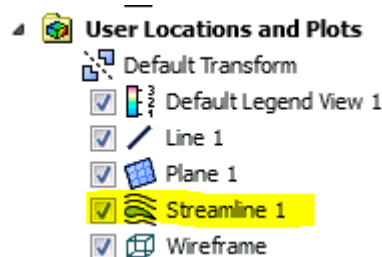 User Locations and Plots
Default Transform
Default Legend View 1
Line 1
Plane 1
Streamline 1
Wireframe